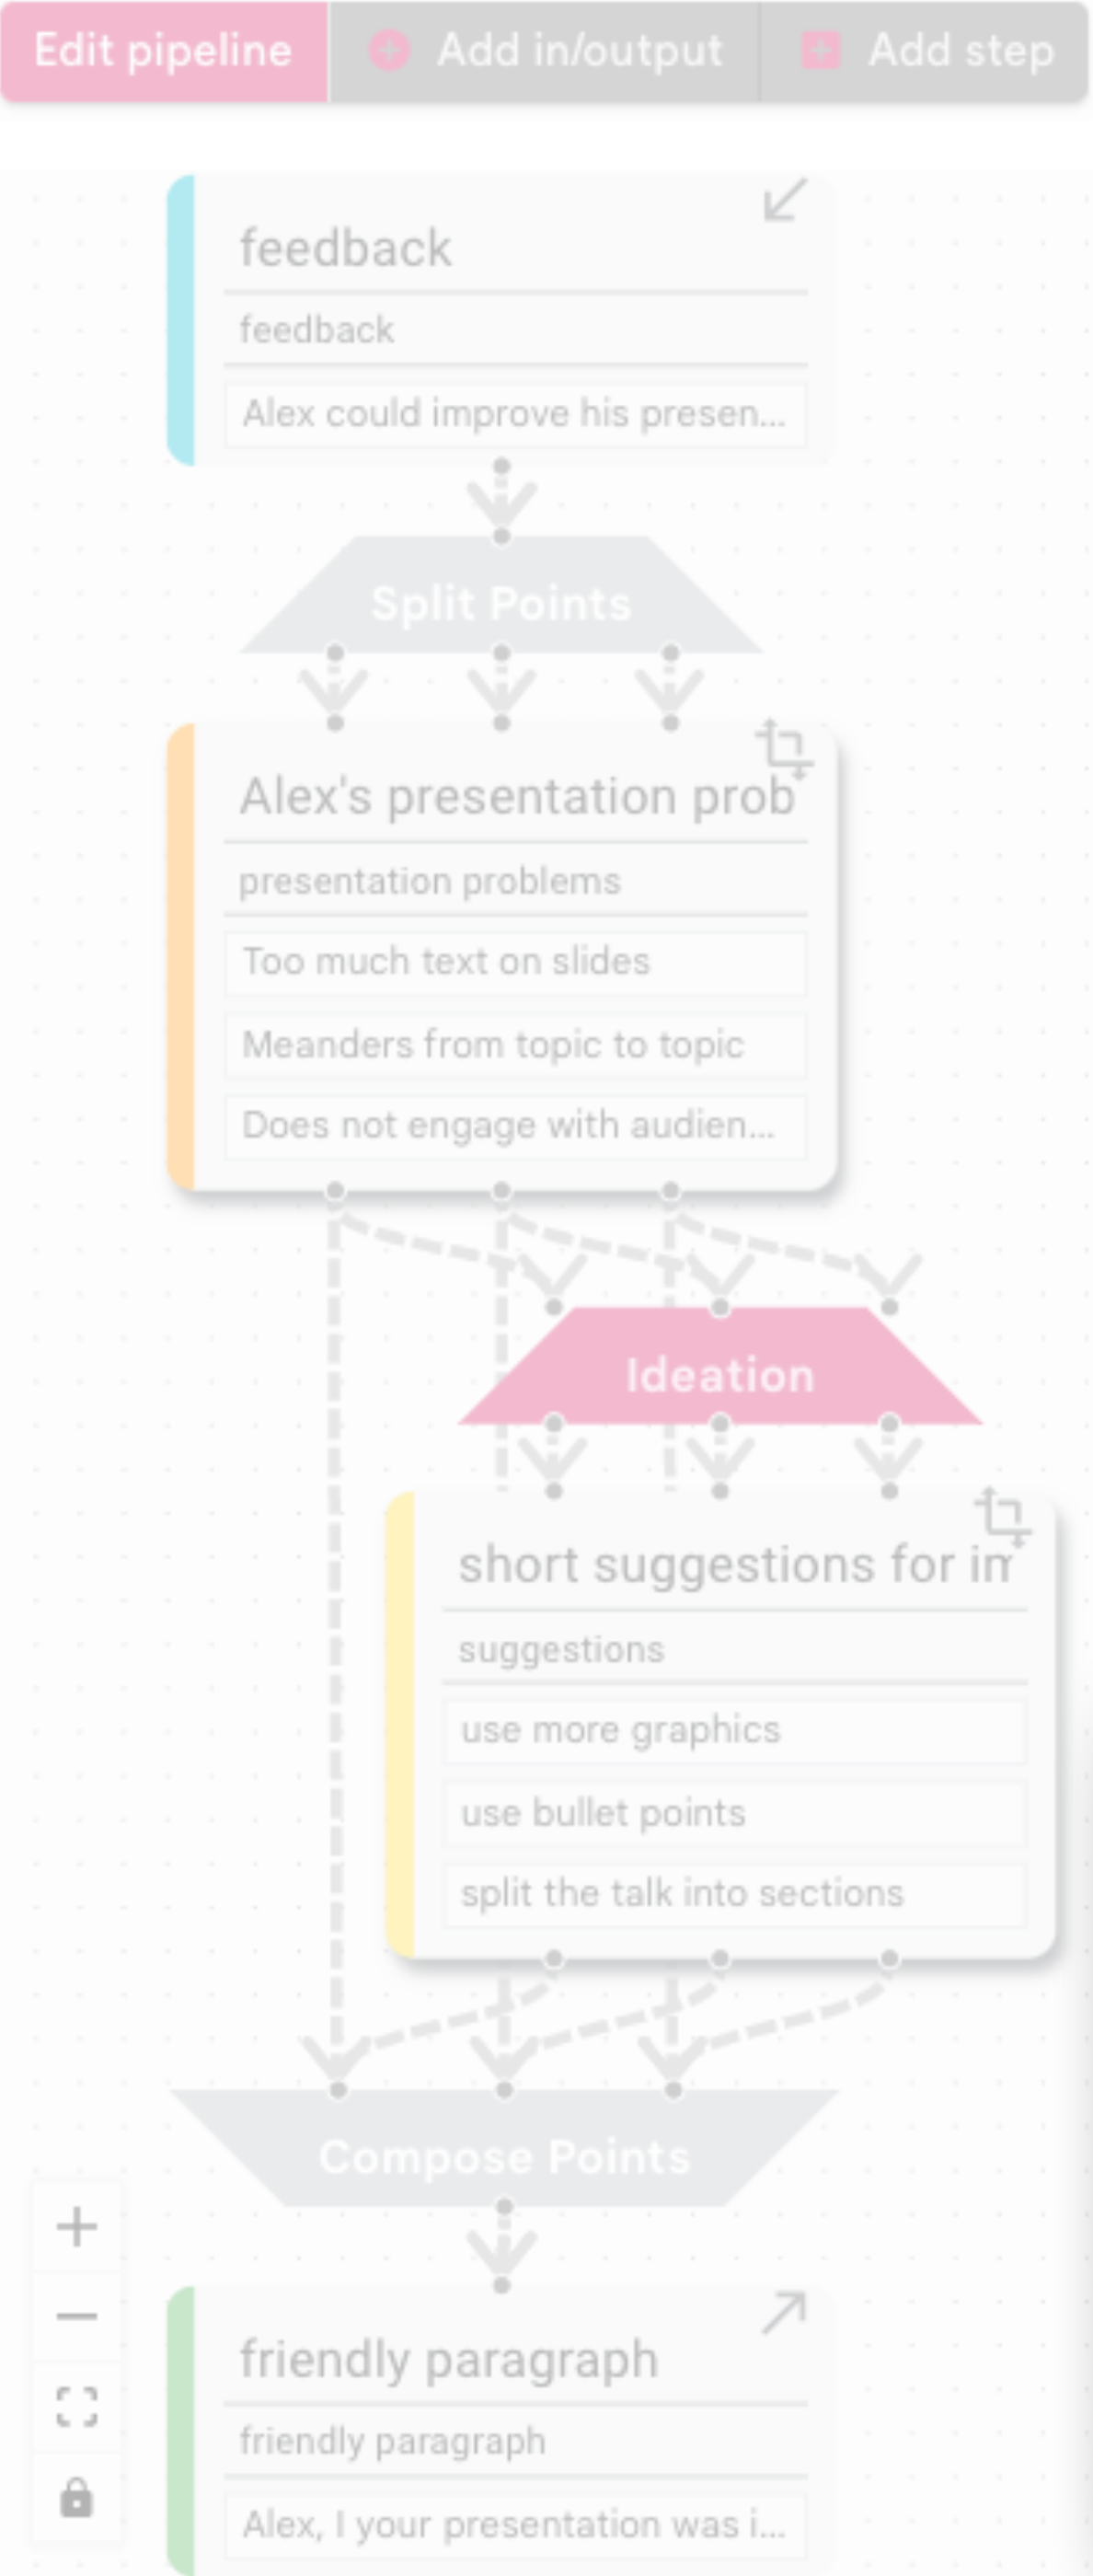 Edit pipeline
Add in/output
Add step
feedback
feedback
Alex could improve his presen...
Split Points
Alex's presentation prob
presentation problems
Too much text on slides
Meanders from topic to topic
Does not engage with audien...
Ideation
short suggestions for im
suggestions
use more graphics
use bullet points
split the talk into sections
Compose Points
friendly paragraph
friendly paragraph
Alex, I your presentation was i...